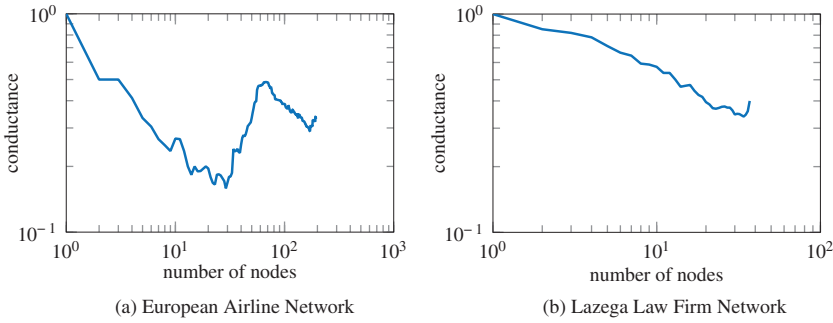 10^0
10^-1
conductance
10^0 10^1 10^2 10^3
number of nodes
(a) European Airline Network
10^0
10^-1
conductance
10^0 10^1 10^2
number of nodes
(b) Lazega Law Firm Network